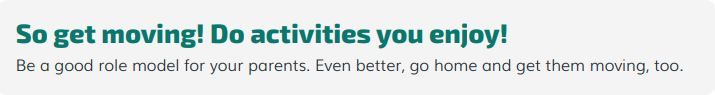 So get moving! Do activities you enjoy!
Be a good role model for your parents. Even better, go home and get them moving, too.